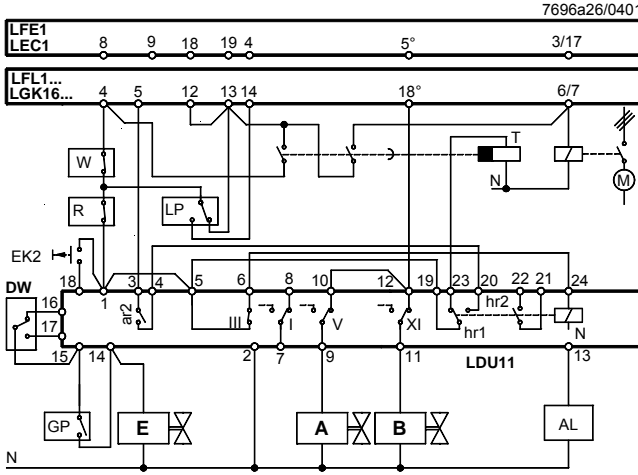 7696a26/0401
LFE1
LEC1
8 9 18 19 4 5° 3/17
LFL1...
LGK16...
4 5 12 13 14 18° 6/7
T
W
N
M
R
LP
EK2
DW
18 1 3 4 5 6 8 10 12 19 23 20 22 21 24
16
ar2
hr2
17
III
I
V
XI
hr1
N
15 14 2 7 9 11 LDU11 13
GP
E
A
B
AL
N